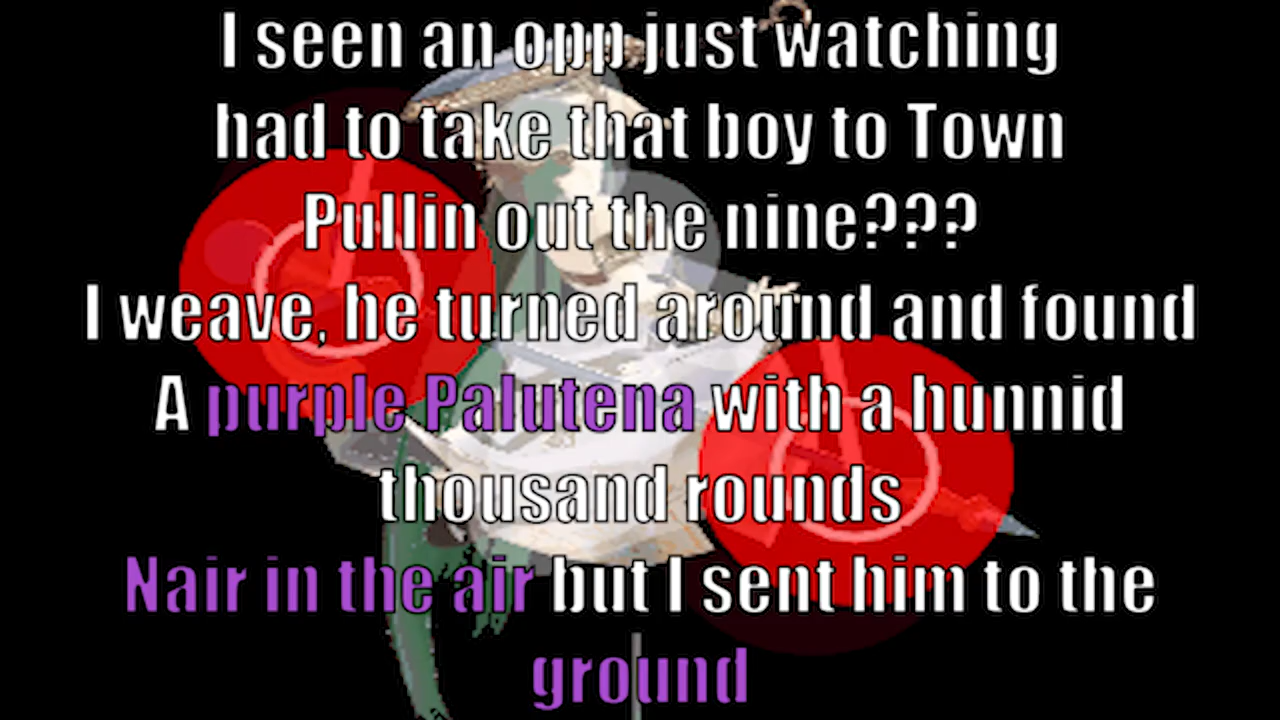 I seen an opp just watching
had to take that boy to Town
Pullin out the nine???
I weave, he turned around and found
A purple Palutena with a hunnid
thousand rounds
Nair in the air but I sent him to the
ground